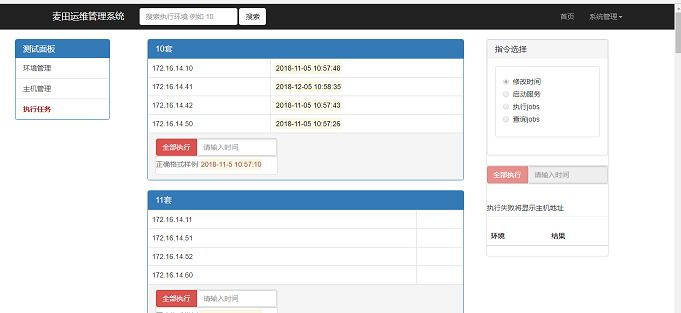 麦田运维管理系统
搜索执行环境 例如 10
搜索
首页
系统管理
测试面板
环境管理
主机管理
执行任务
10套
172.16.14.10 2018-11-05 10:57:48
172.16.14.41 2018-12-05 10:58:35
172.16.14.42 2018-11-05 10:57:43
172.16.14.50 2018-11-05 10:57:26
全部执行 请输入时间
正确格式样例 2018-11-5 10:57:10
11套
172.16.14.11
172.16.14.51
172.16.14.52
172.16.14.60
全部执行 请输入时间
指令选择
修改时间
启动服务
执行jobs
查询jobs
全部执行 请输入时间
执行失败将显示主机地址
环境 结果